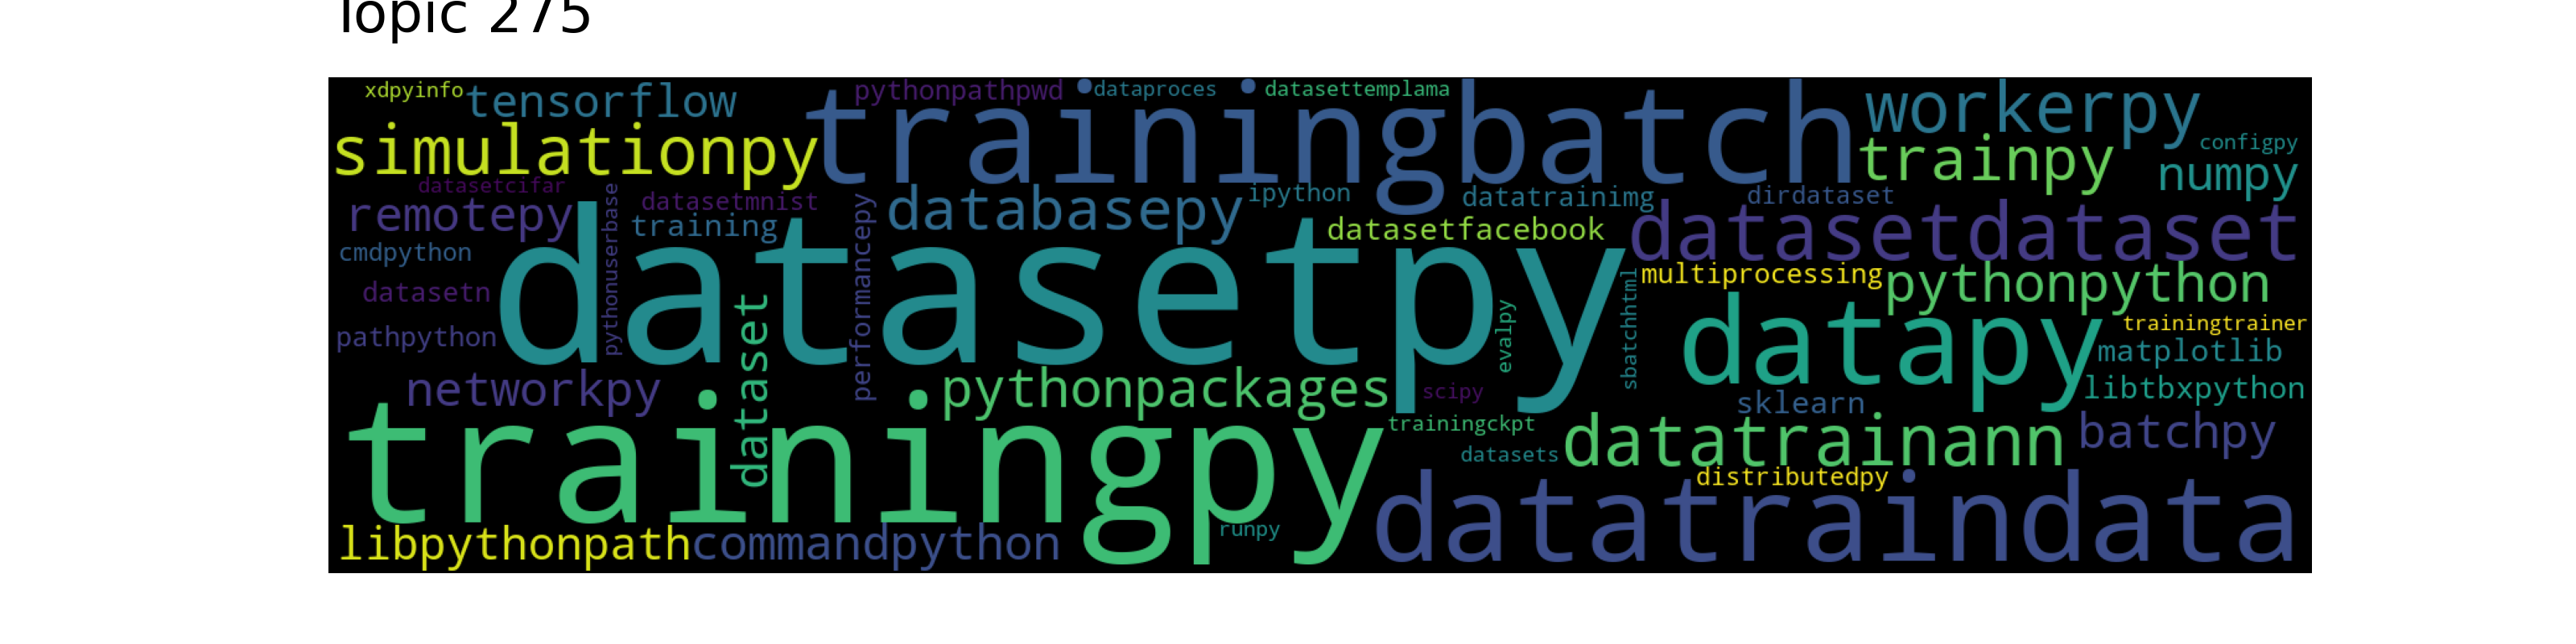 Topic 275
xdpyinfo tensorflow pythonpathpwd dataproces datasettemplama
trainingbatch workerpy
simulationpy trainpy configpy
numpy
datasetcifar datasetmnist ipython datatrainimg dirdataset
remotepy training databasepy datasetfacebook datasetdataset
cmdpython pythonuserbase performancepy
datasetpy multiprocessing pythonpython
datasetn dataset evalpy sbatchhtml
pathpython datapy trainingtrainer
matplotlib
networkpy pythonpackages scipy sklearn libtbxpython
trainingpy trainingckpt datatrainann batchpy
datasets
distributedpy
libpythonpath commandpython runpy datatraindata